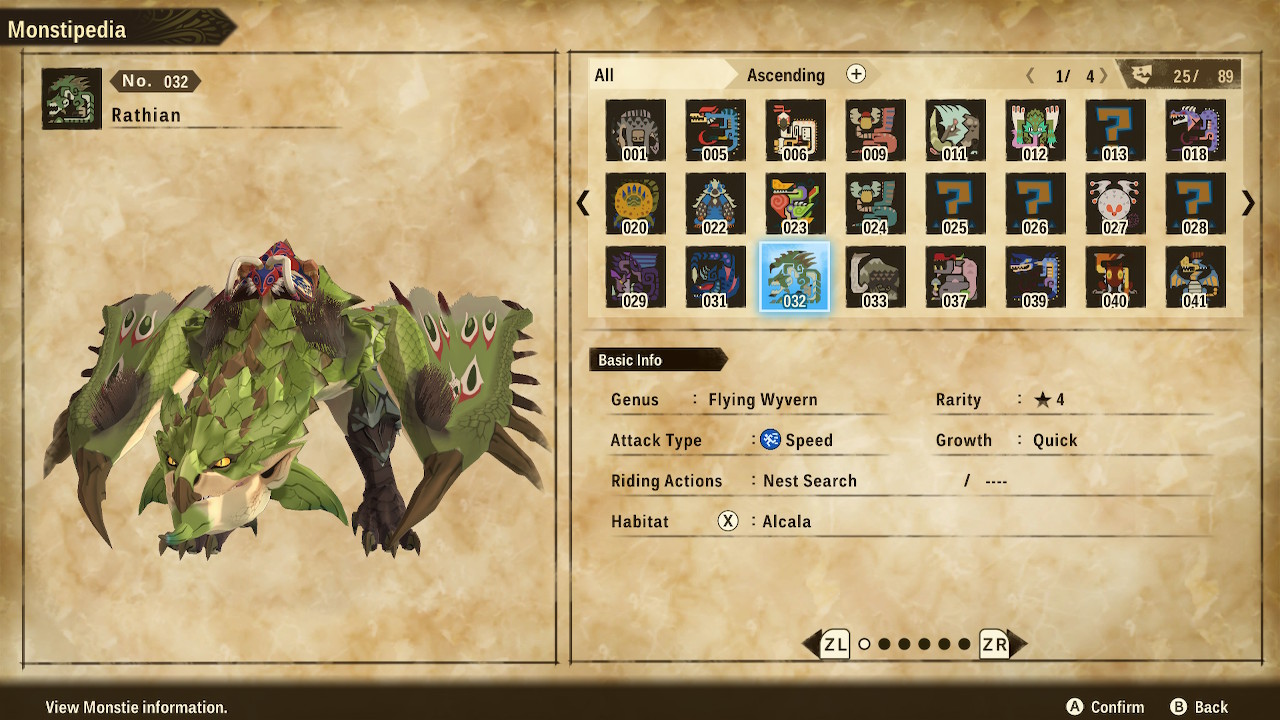 Monstipedia
No. 032
Rathian
All
Ascending +
1/ 4
25/ 89
001 005 006 009 011 012 013 018
020 022 023 024 025 026 027 028
029 031 032 033 037 039 040 041
Basic Info
Genus : Flying Wyvern
Rarity : ★ 4
Attack Type : Speed
Growth : Quick
Riding Actions : Nest Search / ----
Habitat X : Alcala
ZL ZR
View Monstie information.
A Confirm B Back